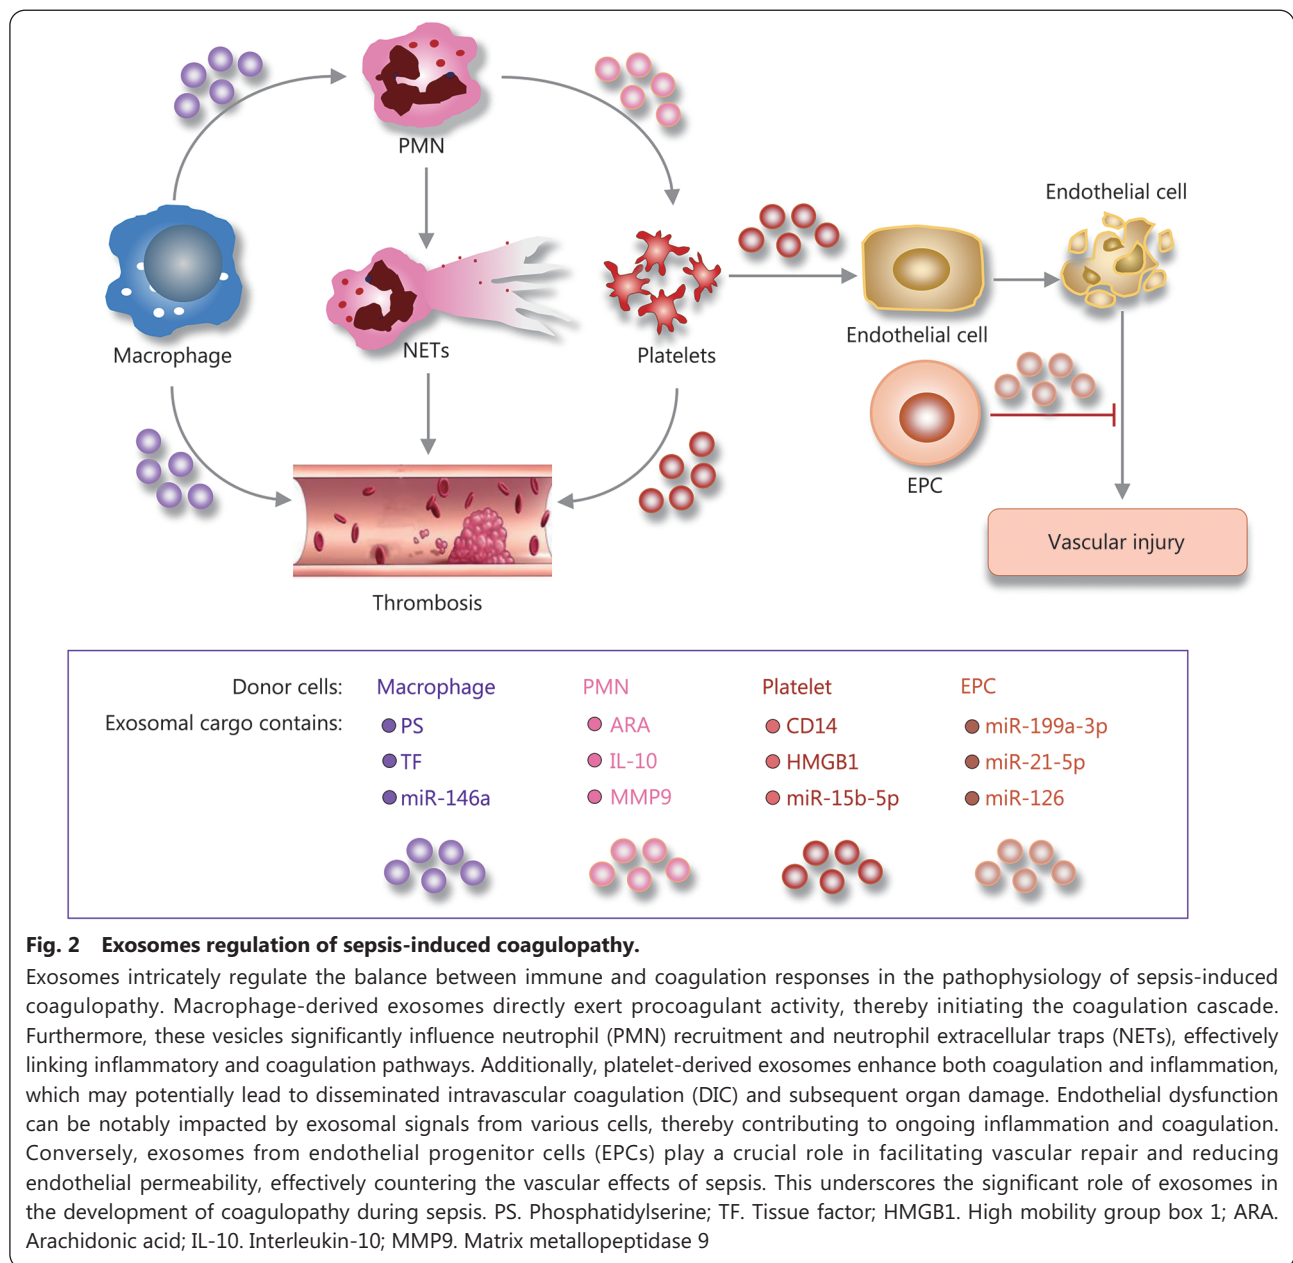 PMN
Macrophage
NETs
Platelets
Endothelial cell
Endothelial cell
EPC
Vascular injury
Thrombosis
Donor cells: Macrophage PMN Platelet EPC
Exosomal cargo contains: PS ARA CD14 miR-199a-3p
TF IL-10 HMGB1 miR-21-5p
miR-146a MMP9 miR-15b-5p miR-126
Fig. 2 Exosomes regulation of sepsis-induced coagulopathy.
Exosomes intricately regulate the balance between immune and coagulation responses in the pathophysiology of sepsis-induced
coagulopathy. Macrophage-derived exosomes directly exert procoagulant activity, thereby initiating the coagulation cascade.
Furthermore, these vesicles significantly influence neutrophil (PMN) recruitment and neutrophil extracellular traps (NETs), effectively
linking inflammatory and coagulation pathways. Additionally, platelet-derived exosomes enhance both coagulation and inflammation,
which may potentially lead to disseminated intravascular coagulation (DIC) and subsequent organ damage. Endothelial dysfunction
can be notably impacted by exosomal signals from various cells, thereby contributing to ongoing inflammation and coagulation.
Conversely, exosomes from endothelial progenitor cells (EPCs) play a crucial role in facilitating vascular repair and reducing
endothelial permeability, effectively countering the vascular effects of sepsis. This underscores the significant role of exosomes in
the development of coagulopathy during sepsis. PS. Phosphatidylserine; TF. Tissue factor; HMGB1. High mobility group box 1; ARA.
Arachidonic acid; IL-10. Interleukin-10; MMP9. Matrix metallopeptidase 9